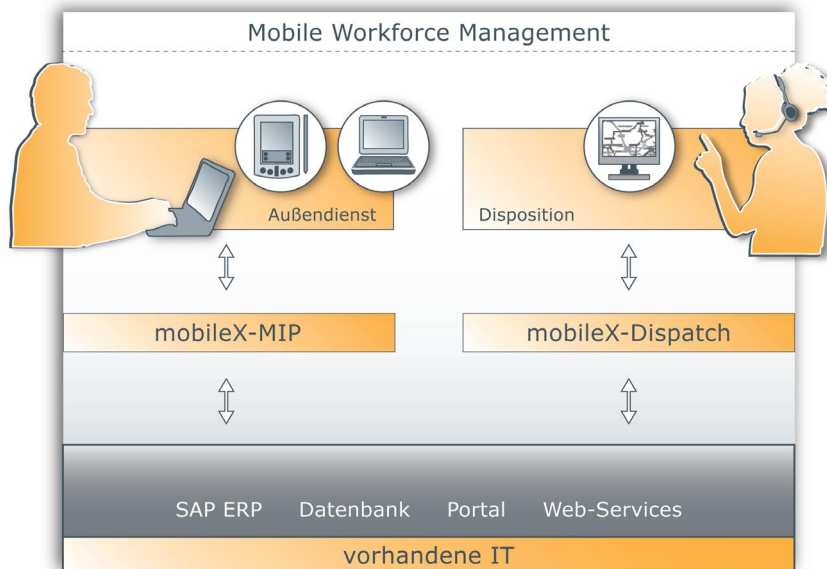 Mobile Workforce Management
Außendienst
Disposition
mobileX-MIP
mobileX-Dispatch
SAP ERP Datenbank Portal Web-Services
vorhandene IT